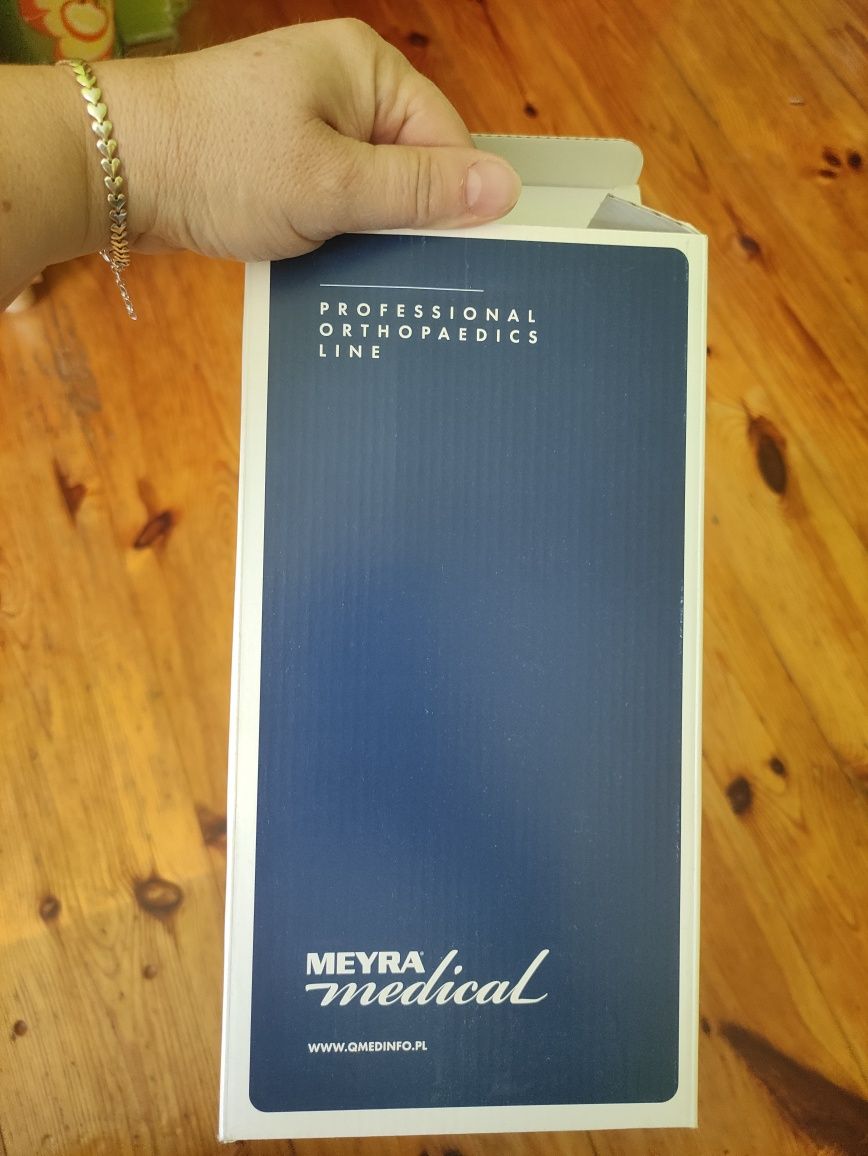 PROFESSIONAL
ORTHOPAEDICS
LINE
MEYRA®
medical
WWW.QMEDINFO.PL